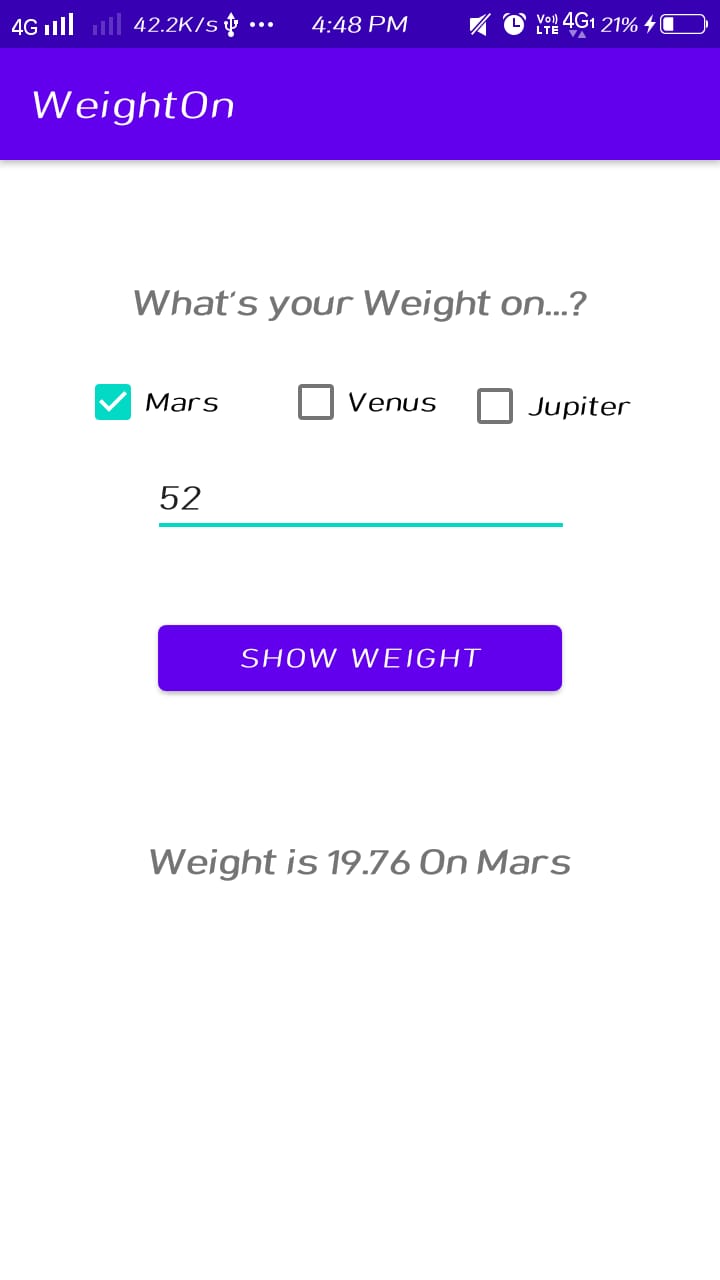 4G 42.2K/s ... 4:48 PM Vo)) LTE 4G1 21%
WeightOn
What's your Weight on...?
Mars Venus Jupiter
52
SHOW WEIGHT
Weight is 19.76 On Mars